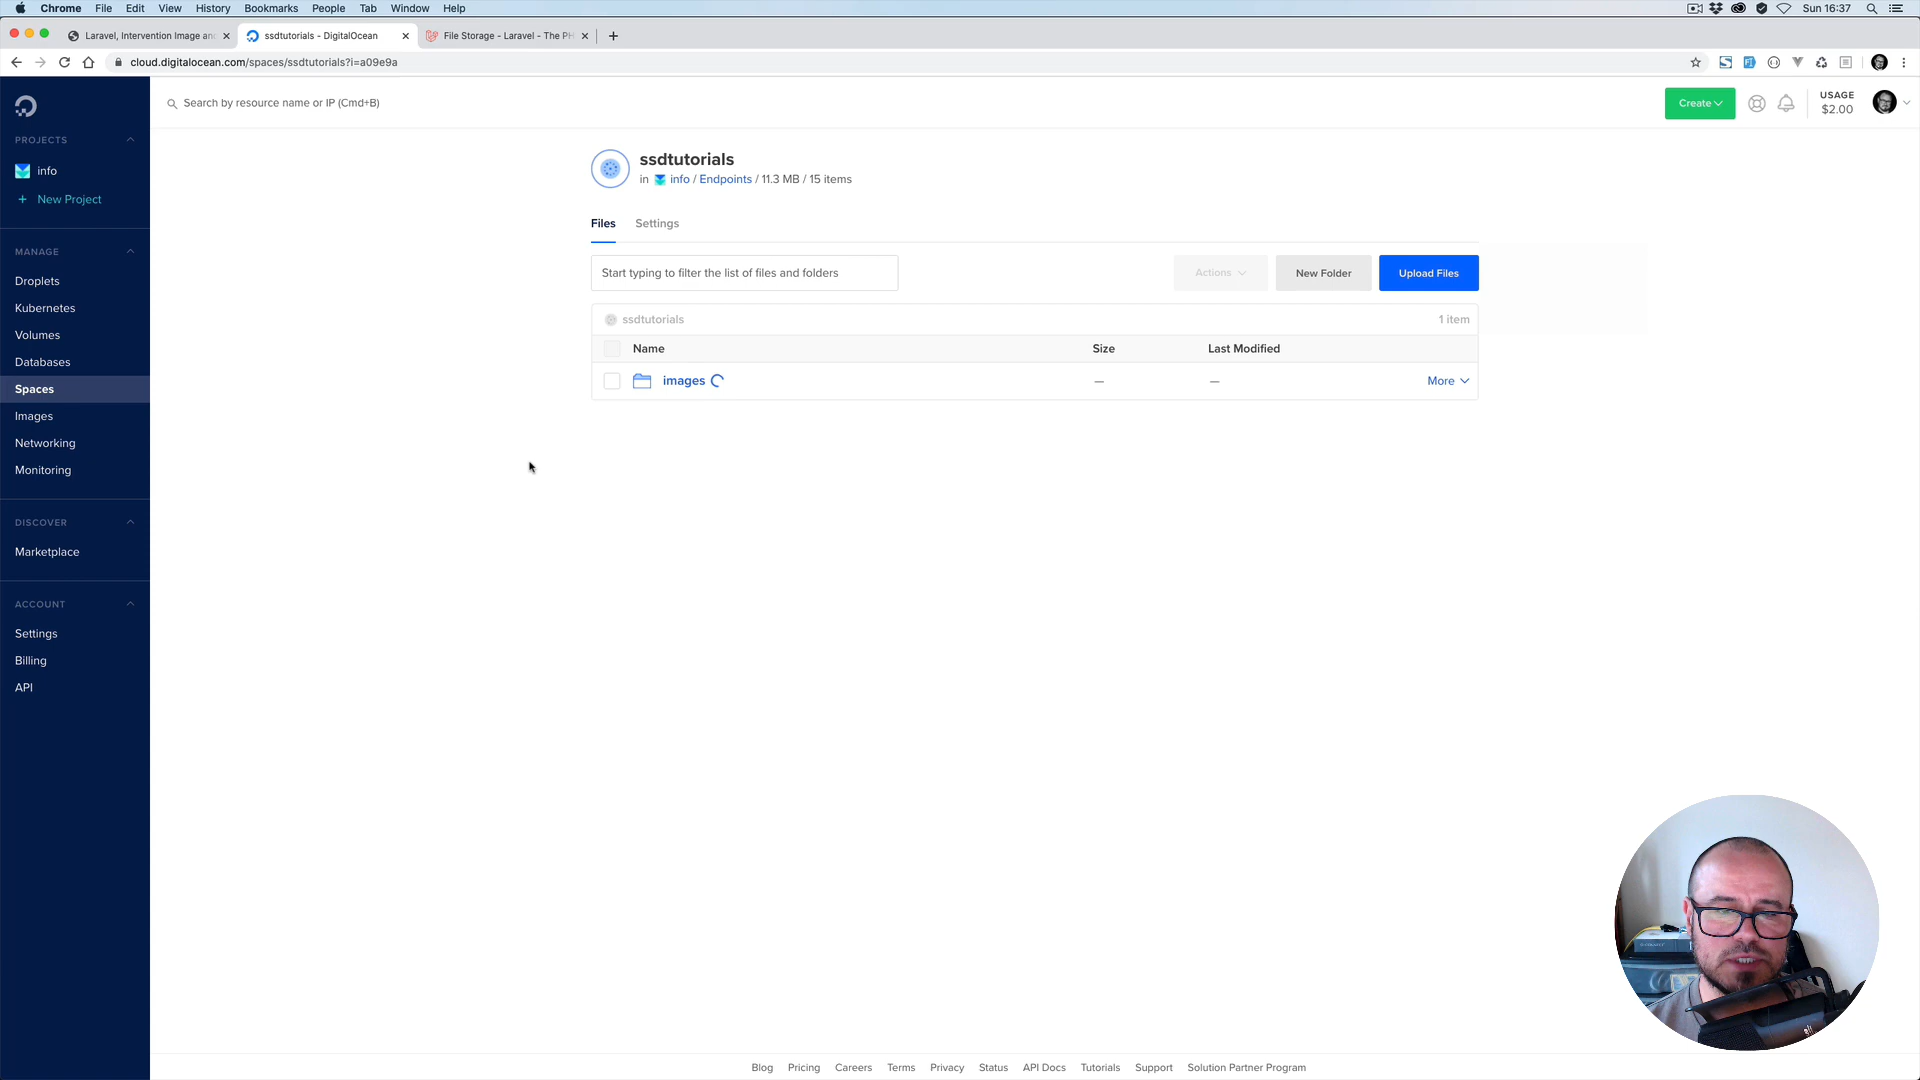 Chrome File Edit View History Bookmarks People Tab Window Help Sun 16:37
Laravel, Intervention Image an ssdtutorials - DigitalOcean File Storage - Laravel - The PH
cloud.digitalocean.com/spaces/ssdtutorials?i=a09e9a
Search by resource name or IP (Cmd+B)
Create
USAGE
$2.00
PROJECTS
info
+ New Project
MANAGE
Droplets
Kubernetes
Volumes
Databases
Spaces
Images
Networking
Monitoring
DISCOVER
Marketplace
ACCOUNT
Settings
Billing
API
ssdtutorials
in info / Endpoints / 11.3 MB / 15 items
Files Settings
Start typing to filter the list of files and folders Actions New Folder Upload Files
ssdtutorials 1 item
Name Size Last Modified
images — — More
Blog Pricing Careers Terms Privacy Status API Docs Tutorials Support Solution Partner Program